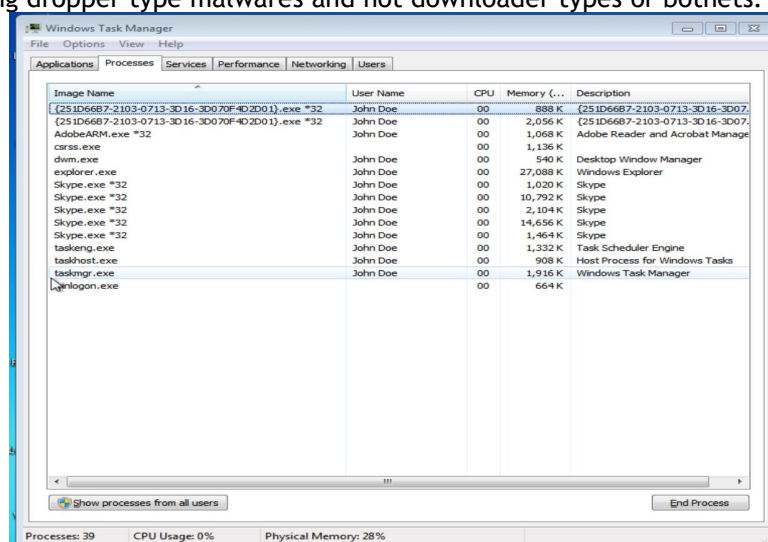 g dropper type malwares and not downloader types or botnets.
Windows Task Manager
File Options View Help
Applications Processes Services Performance Networking Users
Image Name User Name CPU Memory (... Description
{251D66B7-2103-0713-3D16-3D070F4D2D01}.exe *32 John Doe 00 888 K {251D66B7-2103-0713-3D16-3D07.
{251D66B7-2103-0713-3D16-3D070F4D2D01}.exe *32 John Doe 00 2,056 K {251D66B7-2103-0713-3D16-3D07.
AdobeARM.exe *32 John Doe 00 1,068 K Adobe Reader and Acrobat Manage
csrss.exe 00 1,136 K
dwm.exe John Doe 00 540 K Desktop Window Manager
explorer.exe John Doe 00 27,088 K Windows Explorer
Skype.exe *32 John Doe 00 1,020 K Skype
Skype.exe *32 John Doe 00 10,792 K Skype
Skype.exe *32 John Doe 00 2,104 K Skype
Skype.exe *32 John Doe 00 14,656 K Skype
Skype.exe *32 John Doe 00 1,464 K Skype
taskeng.exe John Doe 00 1,332 K Task Scheduler Engine
taskhost.exe John Doe 00 908 K Host Process for Windows Tasks
taskmgr.exe John Doe 00 1,916 K Windows Task Manager
inlogon.exe 00 664 K
Show processes from all users End Process
Processes: 39 CPU Usage: 0% Physical Memory: 28%